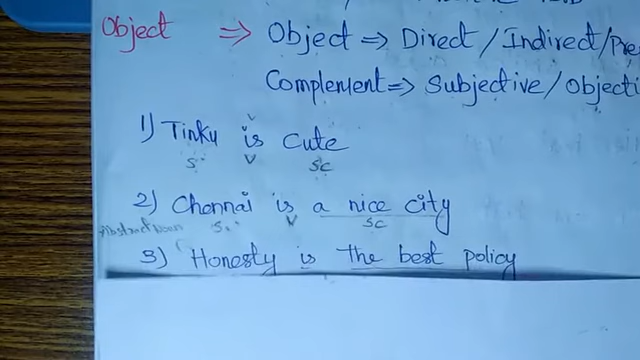 Object ⇒ Object ⇒ Direct / Indirect /
Complement ⇒ Subjective /
1) Tinku is cute
S. V SC
2) Chennai is a nice city
S. V SC
3) Honesty is the best policy